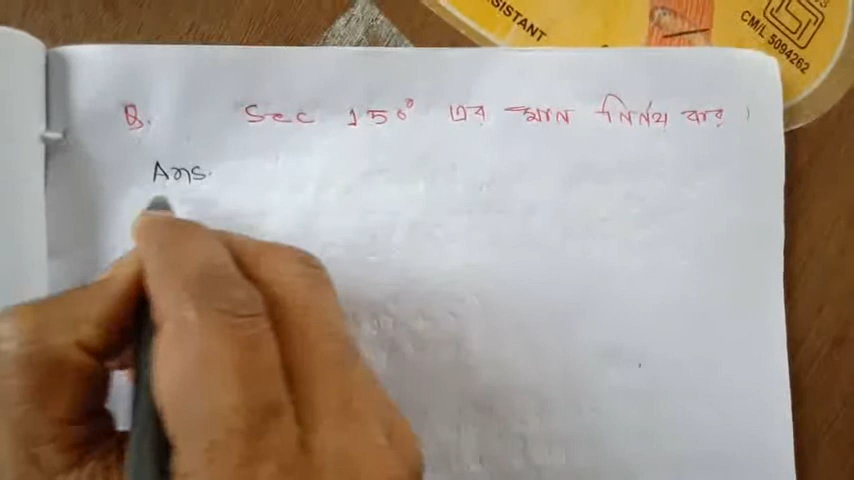 SISTANT
CM/L 5094262
Q. Sec 150° এর মান নির্ণয় কর।
Ans.